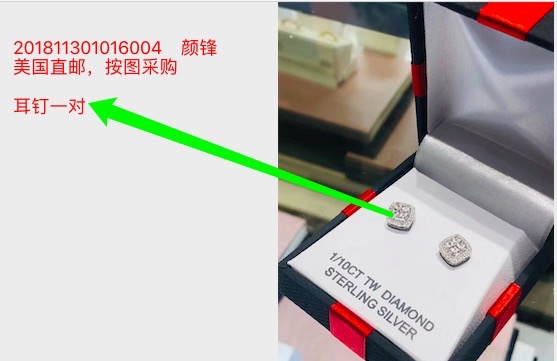 201811301016004 颜锋
美国直邮，按图采购
耳钉一对
1/10CT TW DIAMOND
STERLING SILVER